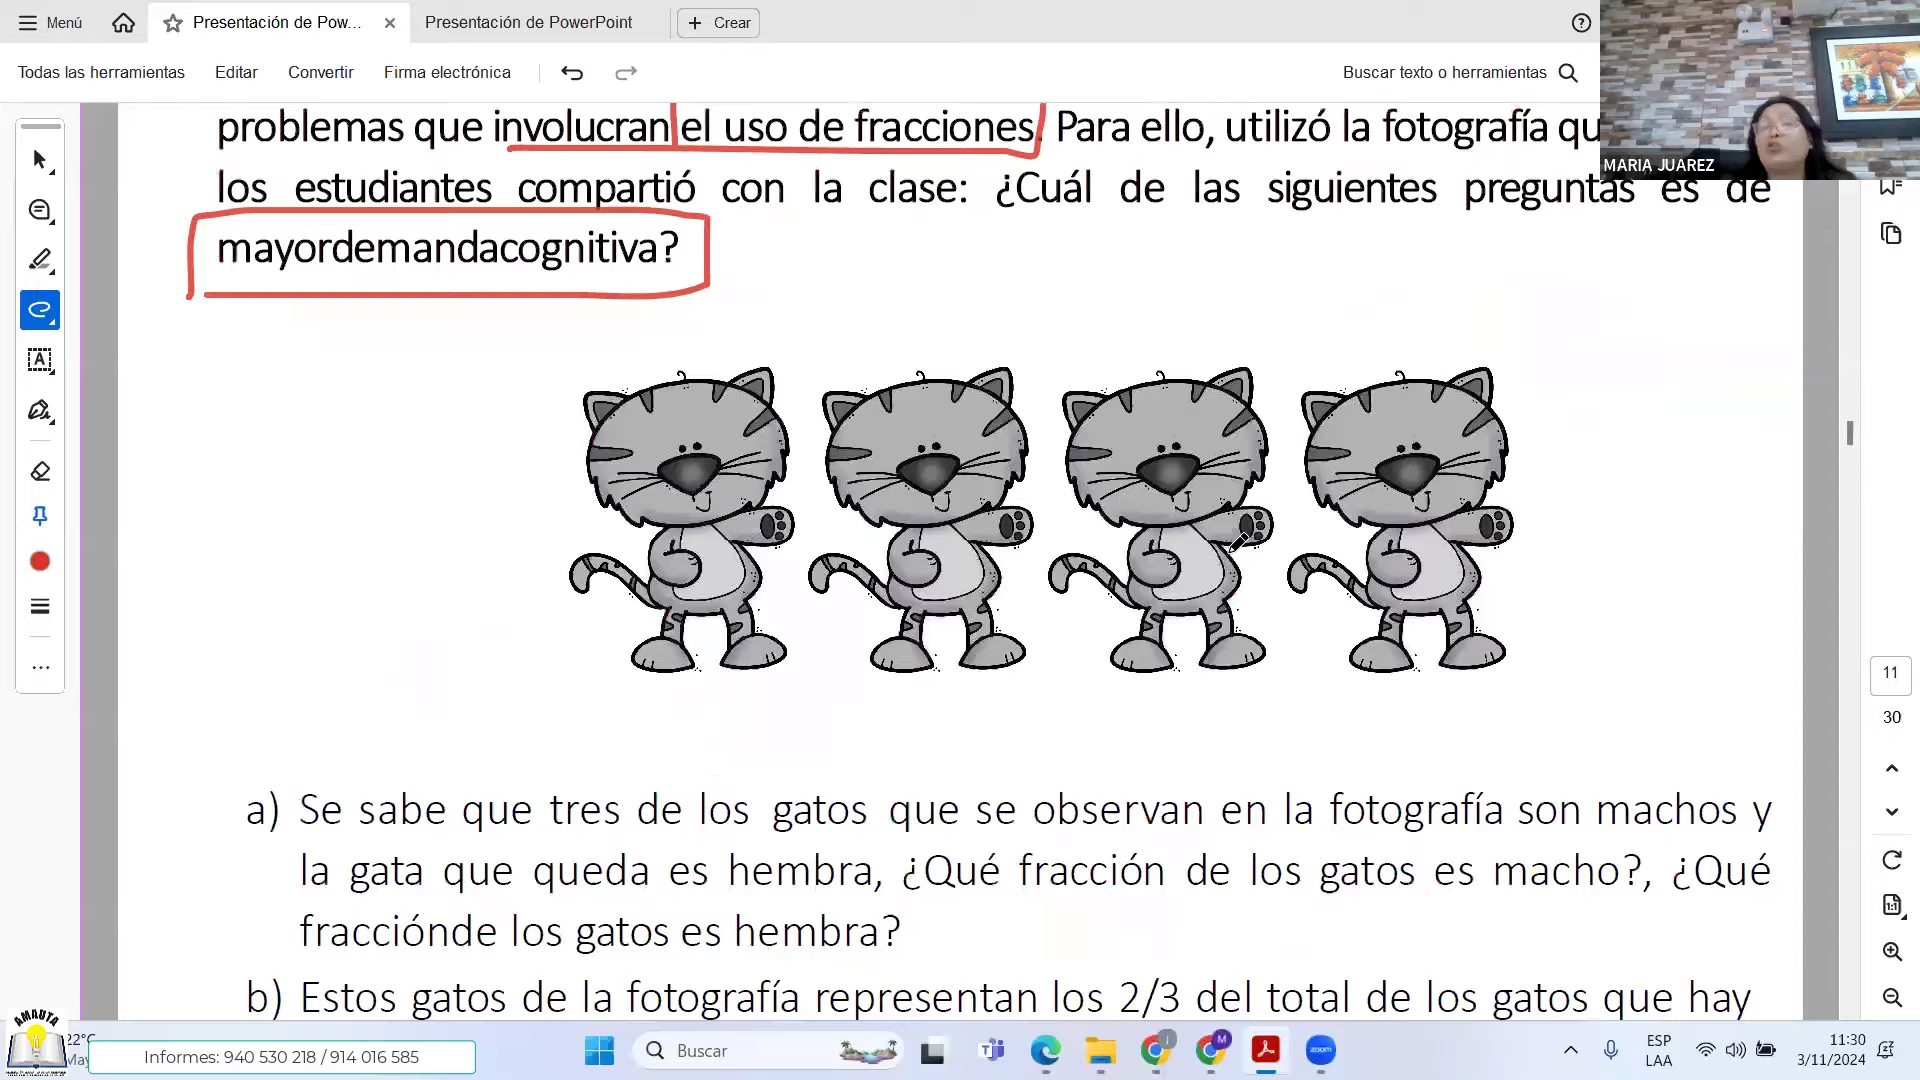 Menú
Presentación de Pow...
Presentación de PowerPoint
Crear
Todas las herramientas
Editar
Convertir
Firma electrónica
Buscar texto o herramientas
MARIA JUAREZ
problemas que involucran el uso de fracciones. Para ello, utilizó la fotografía qu
los estudiantes compartió con la clase: ¿Cuál de las siguientes preguntas es de
mayordemandacognitiva?
11
30
a) Se sabe que tres de los gatos que se observan en la fotografía son machos y
la gata que queda es hembra, ¿Qué fracción de los gatos es macho?, ¿Qué
fracciónde los gatos es hembra?
b) Estos gatos de la fotografía representan los 2/3 del total de los gatos que hay
AMAUTA
22°C
May
Informes: 940 530 218 / 914 016 585
Buscar
zoom
ESP
LAA
11:30
3/11/2024